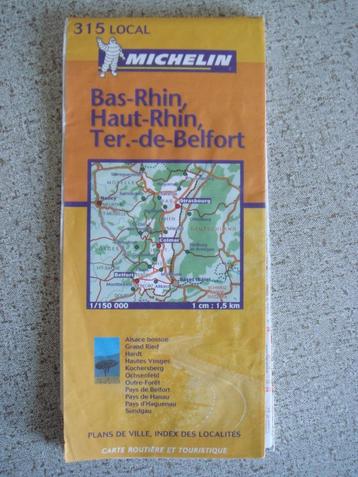 315 LOCAL
MICHELIN
Bas-Rhin,
Haut-Rhin,
Ter.-de-Belfort
Nancy
Strasbourg
Colmar
Belfort
1/150 000
1 cm : 1,5 km
Alsace bossue
Grand Ried
Hardt
Hautes Vosges
Kochersberg
Ochsenfeld
Outre-Forêt
Pays de Belfort
Pays de Hanau
Pays d'Haguenau
Sundgau
PLANS DE VILLE, INDEX DES LOCALITÉS
CARTE ROUTIÈRE ET TOURISTIQUE